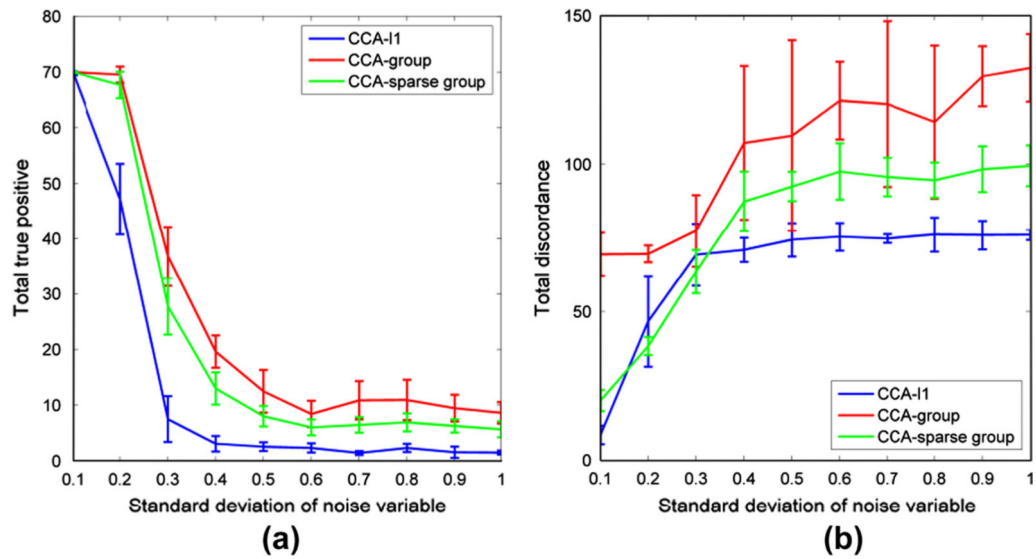 80
70
60
50
40
30
20
10
0
Total true positive
CCA-l1
CCA-group
CCA-sparse group
0.1 0.2 0.3 0.4 0.5 0.6 0.7 0.8 0.9 1
Standard deviation of noise variable
(a)
150
100
50
0
Total discordance
CCA-l1
CCA-group
CCA-sparse group
0.1 0.2 0.3 0.4 0.5 0.6 0.7 0.8 0.9 1
Standard deviation of noise variable
(b)